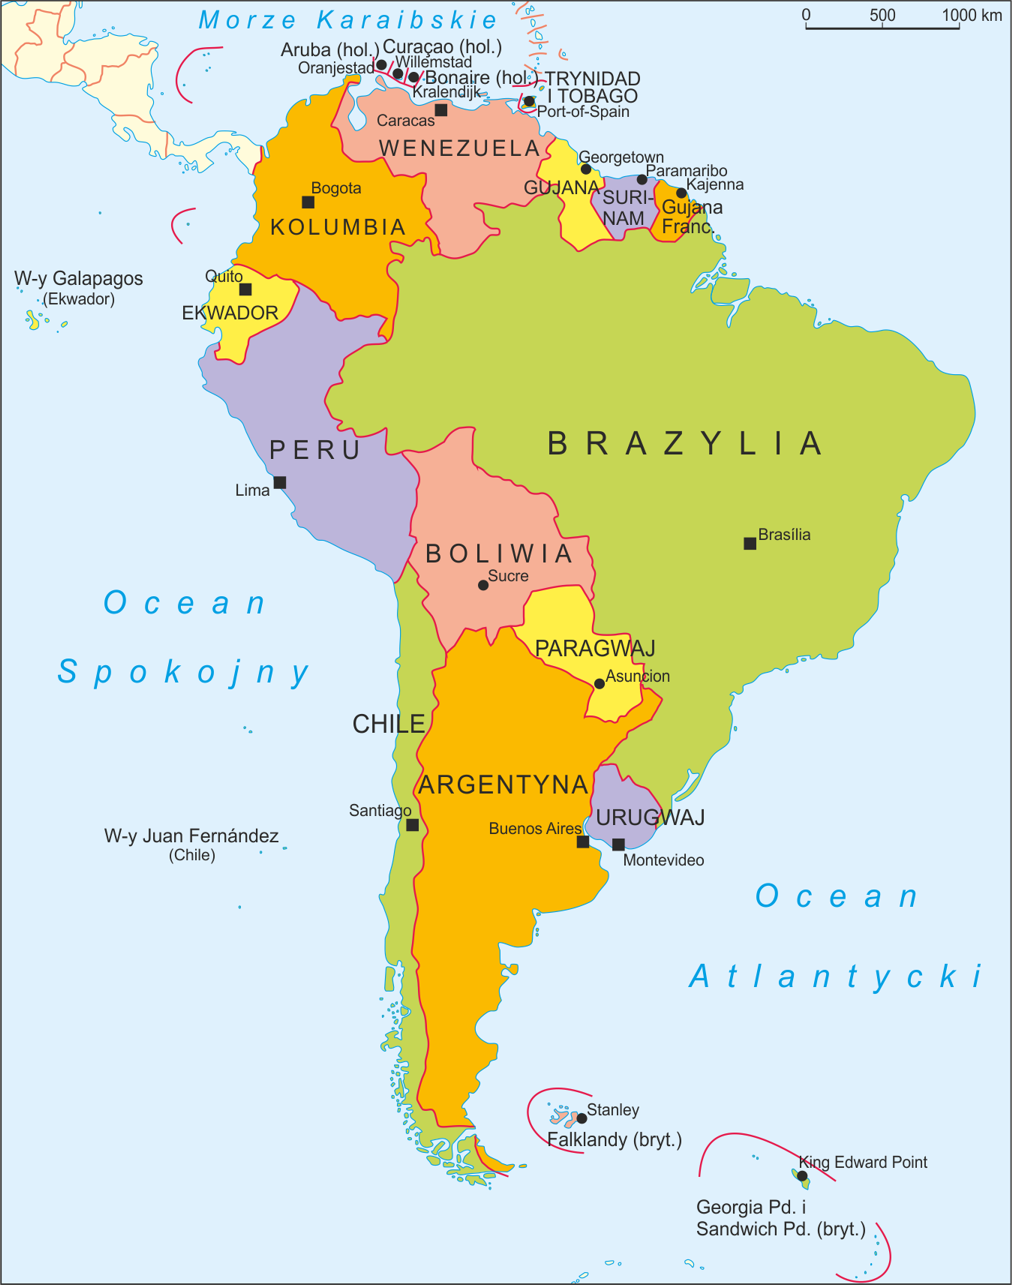 Morze Karaibskie
0 500 1000 km
Aruba (hol.)
Curaçao (hol.)
Oranjestad
Willemstad
Bonaire (hol.)
Kralendijk
TRYNIDAD
I TOBAGO
Port-of-Spain
Caracas
WENEZUELA
Georgetown
Paramaribo
GUJANA
Kajenna
SURI-
NAM
Gujana
Franc.
Bogota
KOLUMBIA
W-y Galapagos
(Ekwador)
Quito
EKWADOR
PERU
Lima
BRAZYLIA
Brasília
BOLIWIA
Sucre
Ocean
Spokojny
PARAGWAJ
Asuncion
CHILE
ARGENTYNA
Santiago
Buenos Aires
URUGWAJ
Montevideo
W-y Juan Fernández
(Chile)
Ocean
Atlantycki
Stanley
Falklandy (bryt.)
King Edward Point
Georgia Pd. i
Sandwich Pd. (bryt.)